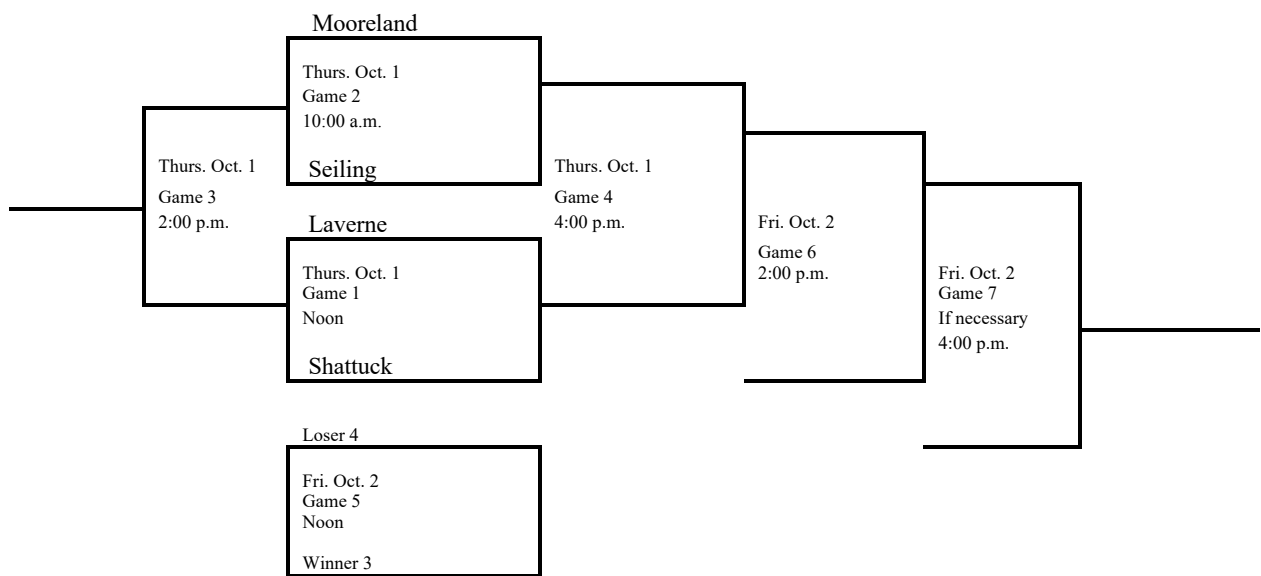 Mooreland
Thurs. Oct. 1
Game 2
10:00 a.m.
Seiling
Thurs. Oct. 1
Game 3
2:00 p.m.
Laverne
Thurs. Oct. 1
Game 1
Noon
Shattuck
Thurs. Oct. 1
Game 4
4:00 p.m.
Fri. Oct. 2
Game 6
2:00 p.m.
Fri. Oct. 2
Game 7
If necessary
4:00 p.m.
Loser 4
Fri. Oct. 2
Game 5
Noon
Winner 3